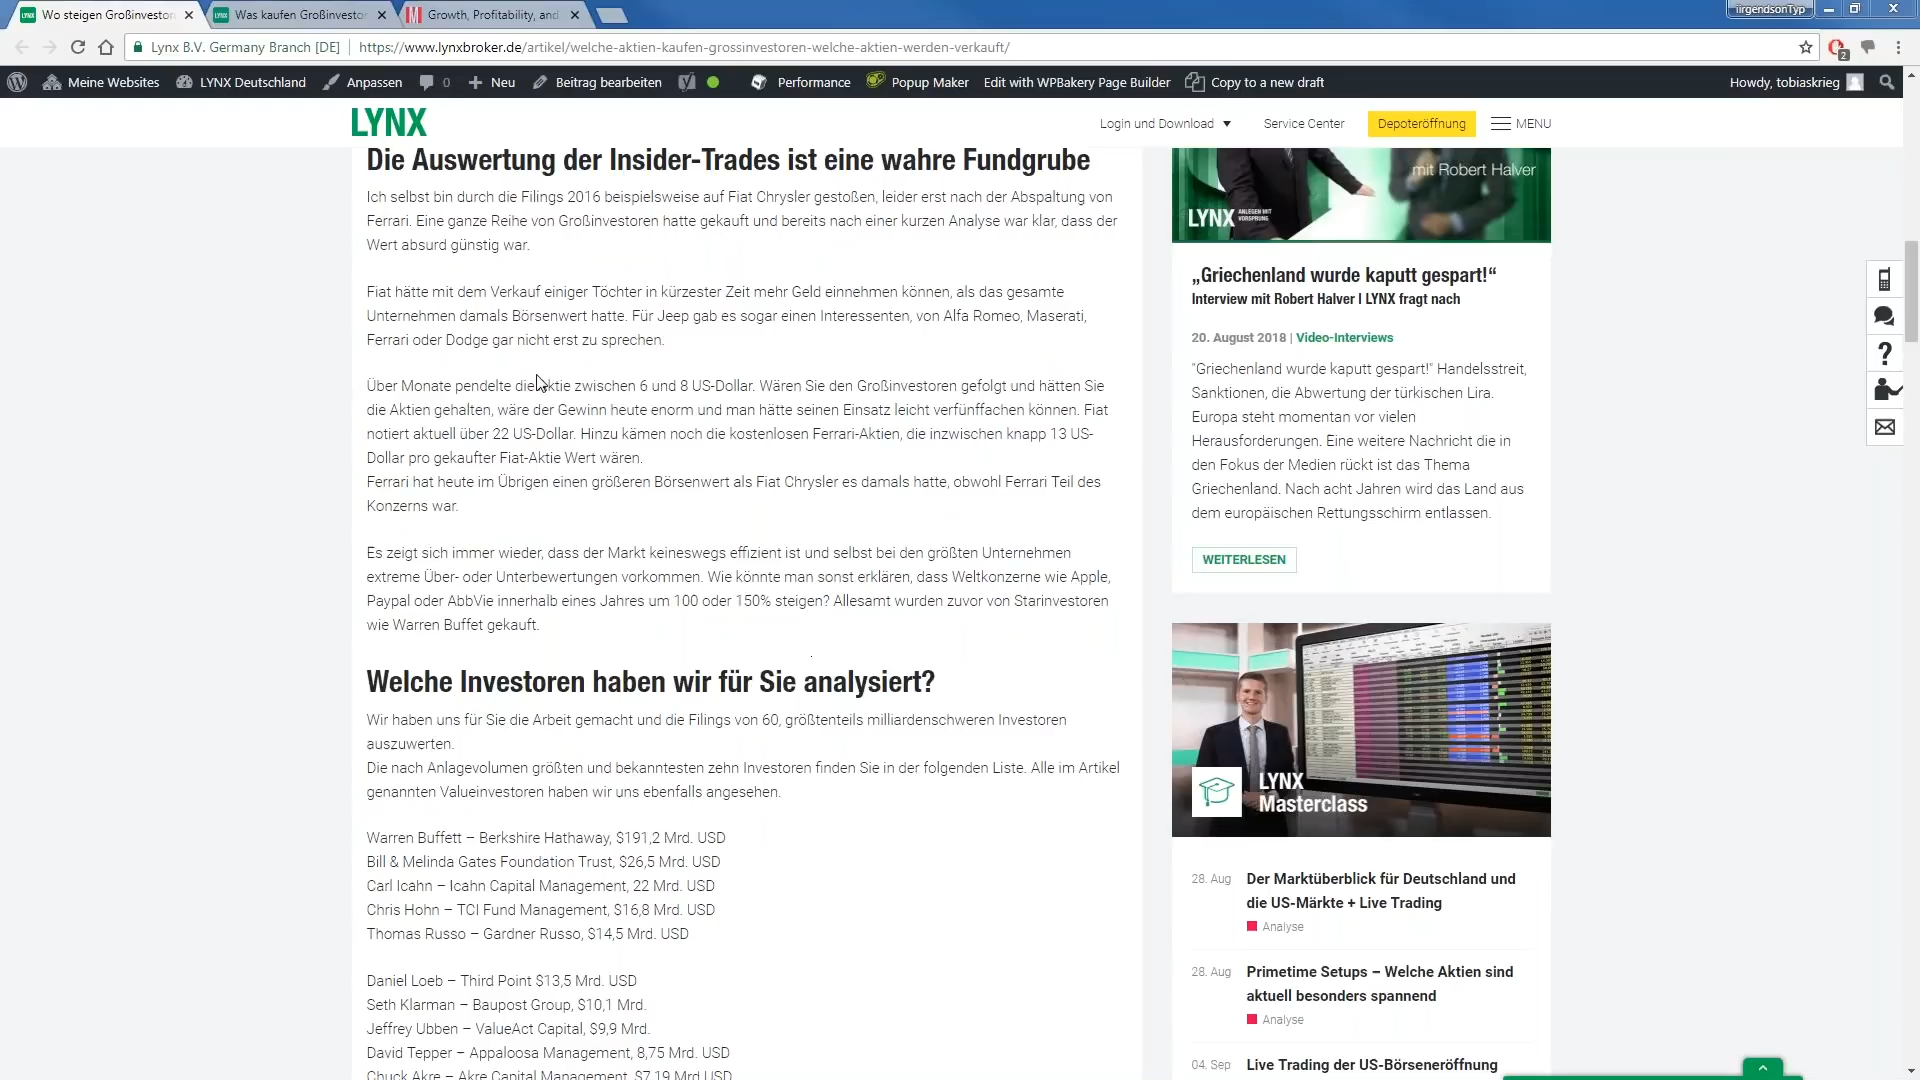 Wo steigen Großinvestoren
Was kaufen Großinvestor
Growth, Profitability, and
iirgendsonTyp
Lynx B.V. Germany Branch [DE]
https://www.lynxbroker.de/artikel/welche-aktien-kaufen-grossinvestoren-welche-aktien-werden-verkauft/
2
Meine Websites
LYNX Deutschland
Anpassen
0
Neu
Beitrag bearbeiten
Performance
Popup Maker
Edit with WPBakery Page Builder
Copy to a new draft
Howdy, tobiaskrieg
LYNX
Login und Download
Service Center
Depoteröffnung
MENU
Die Auswertung der Insider-Trades ist eine wahre Fundgrube
Ich selbst bin durch die Filings 2016 beispielsweise auf Fiat Chrysler gestoßen, leider erst nach der Abspaltung von
Ferrari. Eine ganze Reihe von Großinvestoren hatte gekauft und bereits nach einer kurzen Analyse war klar, dass der
Wert absurd günstig war.
Fiat hätte mit dem Verkauf einiger Töchter in kürzester Zeit mehr Geld einnehmen können, als das gesamte
Unternehmen damals Börsenwert hatte. Für Jeep gab es sogar einen Interessenten, von Alfa Romeo, Maserati,
Ferrari oder Dodge gar nicht erst zu sprechen.
Über Monate pendelte die Aktie zwischen 6 und 8 US-Dollar. Wären Sie den Großinvestoren gefolgt und hätten Sie
die Aktien gehalten, wäre der Gewinn heute enorm und man hätte seinen Einsatz leicht verfünffachen können. Fiat
notiert aktuell über 22 US-Dollar. Hinzu kämen noch die kostenlosen Ferrari-Aktien, die inzwischen knapp 13 US-
Dollar pro gekaufter Fiat-Aktie Wert wären.
Ferrari hat heute im Übrigen einen größeren Börsenwert als Fiat Chrysler es damals hatte, obwohl Ferrari Teil des
Konzerns war.
Es zeigt sich immer wieder, dass der Markt keineswegs effizient ist und selbst bei den größten Unternehmen
extreme Über- oder Unterbewertungen vorkommen. Wie könnte man sonst erklären, dass Weltkonzerne wie Apple,
Paypal oder AbbVie innerhalb eines Jahres um 100 oder 150% steigen? Allesamt wurden zuvor von Starinvestoren
wie Warren Buffet gekauft.
Welche Investoren haben wir für Sie analysiert?
Wir haben uns für Sie die Arbeit gemacht und die Filings von 60, größtenteils milliardenschweren Investoren
auszuwerten.
Die nach Anlagevolumen größten und bekanntesten zehn Investoren finden Sie in der folgenden Liste. Alle im Artikel
genannten Valueinvestoren haben wir uns ebenfalls angesehen.
Warren Buffett – Berkshire Hathaway, $191,2 Mrd. USD
Bill & Melinda Gates Foundation Trust, $26,5 Mrd. USD
Carl Icahn – Icahn Capital Management, 22 Mrd. USD
Chris Hohn – TCI Fund Management, $16,8 Mrd. USD
Thomas Russo – Gardner Russo, $14,5 Mrd. USD
Daniel Loeb – Third Point $13,5 Mrd. USD
Seth Klarman – Baupost Group, $10,1 Mrd.
Jeffrey Ubben – ValueAct Capital, $9,9 Mrd.
David Tepper – Appaloosa Management, 8,75 Mrd. USD
Chuck Akre – Akre Capital Management, $7,19 Mrd USD
mit Robert Halver
LYNX ANLEGEN MIT VORSPRUNG
„Griechenland wurde kaputt gespart!“
Interview mit Robert Halver I LYNX fragt nach
20. August 2018 | Video-Interviews
"Griechenland wurde kaputt gespart!" Handelsstreit,
Sanktionen, die Abwertung der türkischen Lira.
Europa steht momentan vor vielen
Herausforderungen. Eine weitere Nachricht die in
den Fokus der Medien rückt ist das Thema
Griechenland. Nach acht Jahren wird das Land aus
dem europäischen Rettungsschirm entlassen.
WEITERLESEN
LYNX
Masterclass
28. Aug
Der Marktüberblick für Deutschland und
die US-Märkte + Live Trading
Analyse
28. Aug
Primetime Setups – Welche Aktien sind
aktuell besonders spannend
Analyse
04. Sep
Live Trading der US-Börseneröffnung